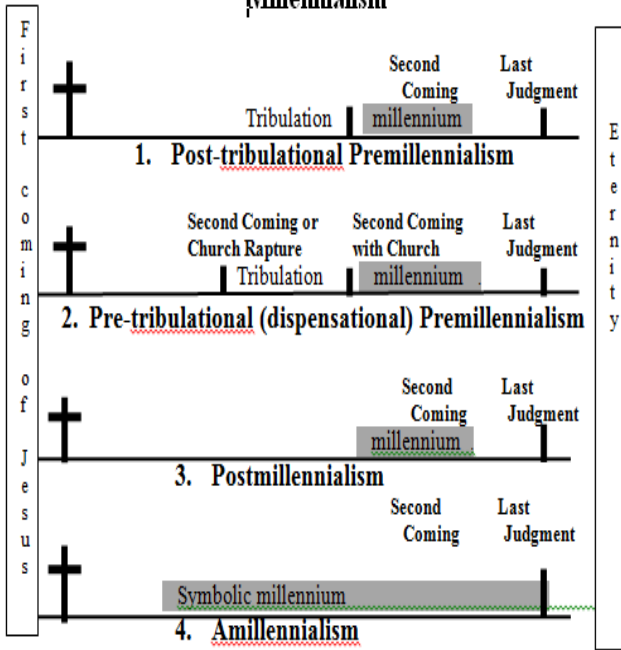 Millennialism
First coming of Jesus
Second Last
Coming Judgment
Tribulation millennium
1. Post-tribulational Premillennialism
Second Coming or Second Coming Last
Church Rapture with Church Judgment
Tribulation millennium .
2. Pre-tribulational (dispensational) Premillennialism
Second Last
Coming Judgment
millennium .
3. Postmillennialism
Second Last
Coming Judgment
Symbolic millennium
4. Amillennialism
Eternity